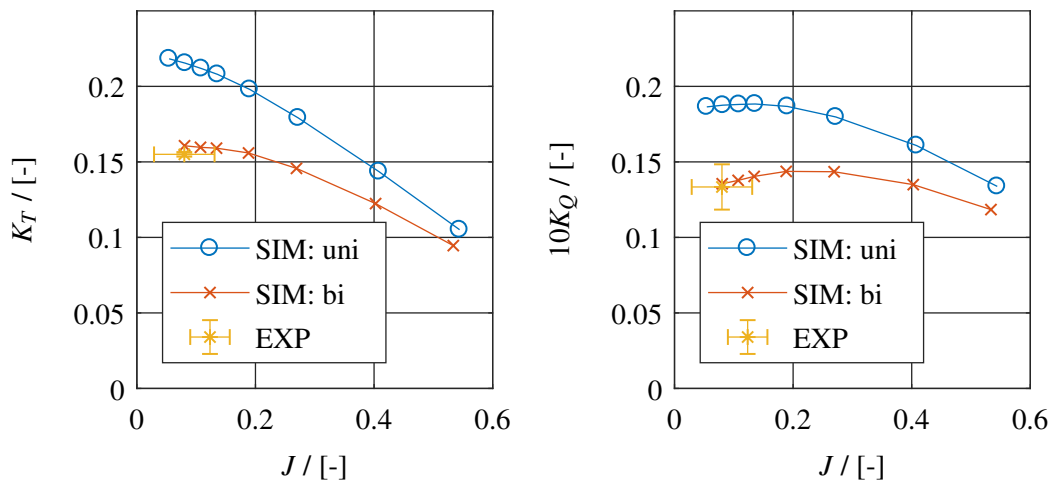 K_T / [-]
0.2
0.15
0.1
0.05
0
SIM: uni
SIM: bi
EXP
0 0.2 0.4 0.6
J / [-]
10K_Q / [-]
0.2
0.15
0.1
0.05
0
SIM: uni
SIM: bi
EXP
0 0.2 0.4 0.6
J / [-]